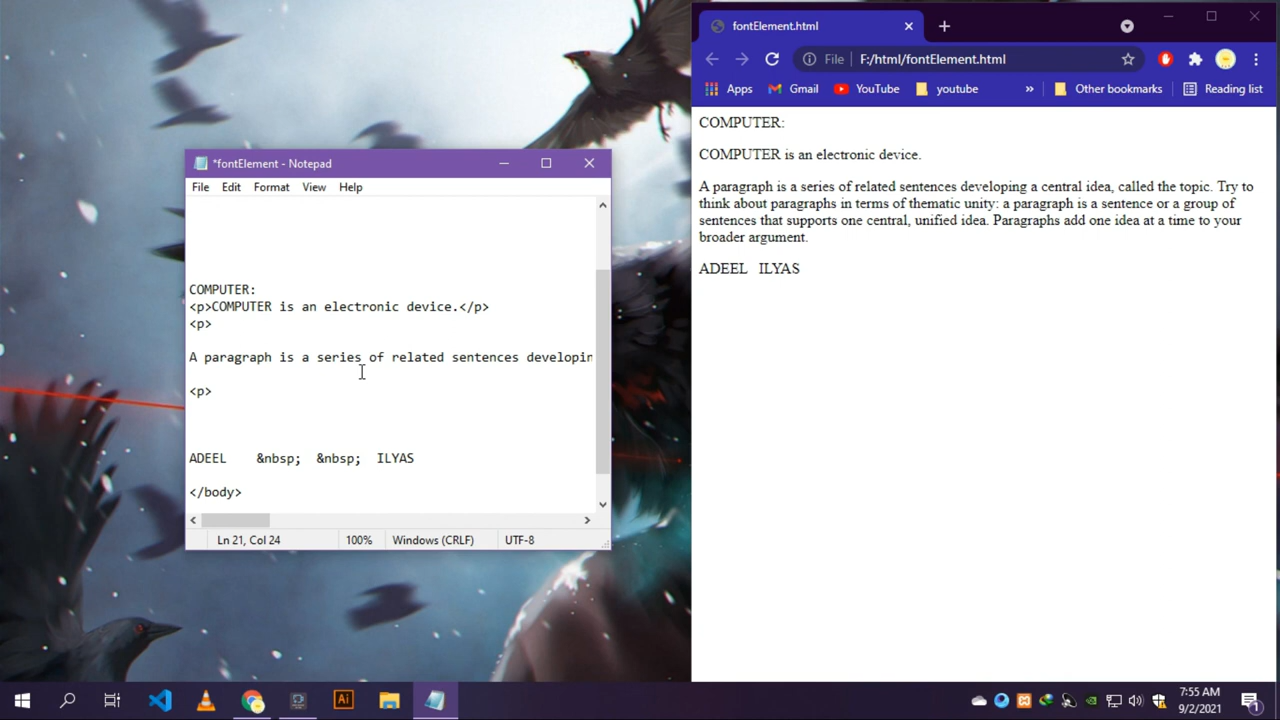 fontElement.html
File F:/html/fontElement.html
Apps Gmail YouTube youtube » Other bookmarks Reading list
COMPUTER:
COMPUTER is an electronic device.
A paragraph is a series of related sentences developing a central idea, called the topic. Try to
think about paragraphs in terms of thematic unity: a paragraph is a sentence or a group of
sentences that supports one central, unified idea. Paragraphs add one idea at a time to your
broader argument.
ADEEL ILYAS
*fontElement - Notepad
File Edit Format View Help
COMPUTER:
<p>COMPUTER is an electronic device.</p>
<p>
A paragraph is a series of related sentences developin
<p>
ADEEL &nbsp; &nbsp; ILYAS
</body>
Ln 21, Col 24 100% Windows (CRLF) UTF-8
Ai
7:55 AM
9/2/2021
1